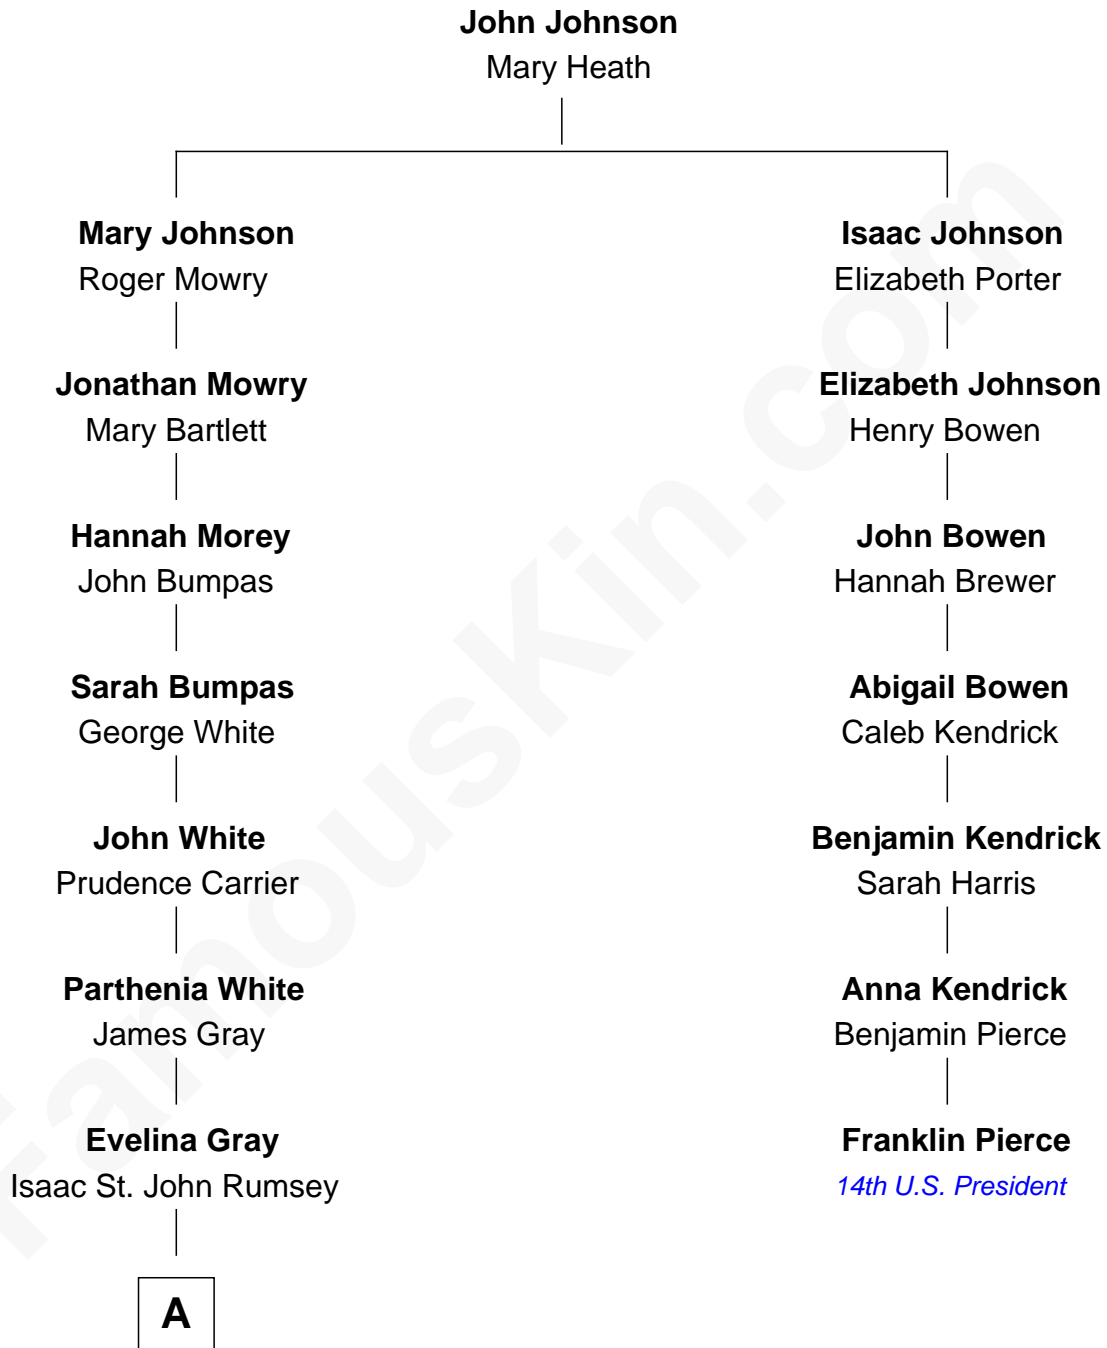 John Johnson
Mary Heath
Mary Johnson
Roger Mowry
Isaac Johnson
Elizabeth Porter
Jonathan Mowry
Mary Bartlett
Elizabeth Johnson
Henry Bowen
Hannah Morey
John Bumpas
John Bowen
Hannah Brewer
Sarah Bumpas
George White
Abigail Bowen
Caleb Kendrick
John White
Prudence Carrier
Benjamin Kendrick
Sarah Harris
Parthenia White
James Gray
Anna Kendrick
Benjamin Pierce
Evelina Gray
Isaac St. John Rumsey
Franklin Pierce
14th U.S. President
A
FamousKin.com